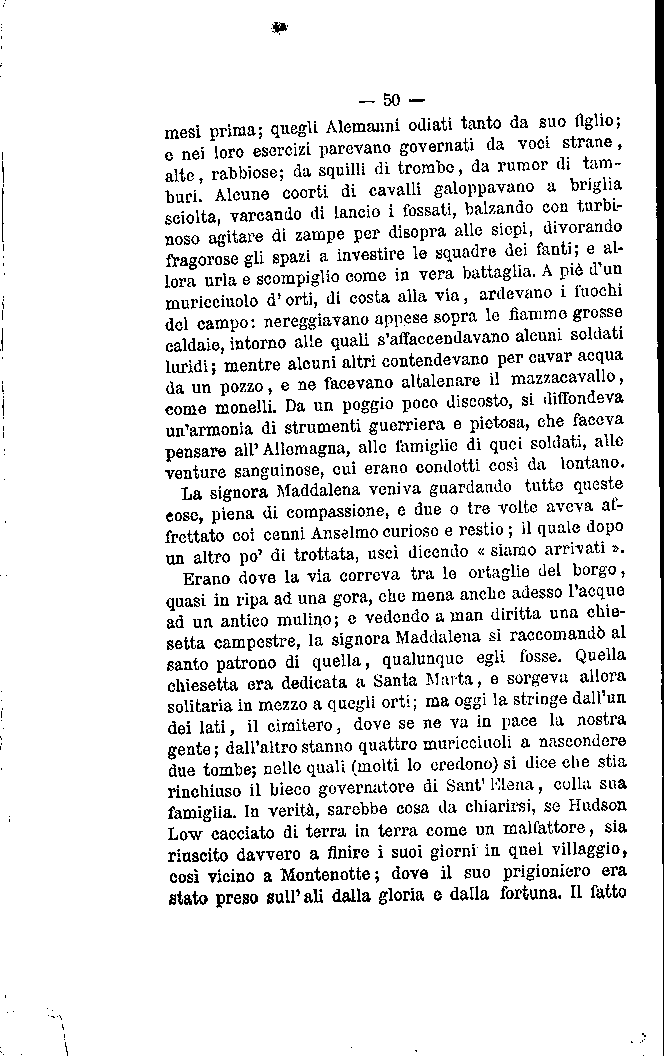 — 50 —
mesi prima; quegli Alemanni odiati tanto da suo figlio;
e nei loro esercizi parevano governati da voci strane,
alte, rabbiose; da squilli di trombe, da rumor di tam-
buri. Alcune coorti di cavalli galoppavano a briglia
sciolta, varcando di lancio i fossati, balzando con turbi-
noso agitare di zampe per disopra alle siepi, divorando
fragorose gli spazi a investire le squadre dei fanti; e al-
lora urla e scompiglio come in vera battaglia. A piè d'un
muricciuolo d' orti, di costa alla via, ardevano i fuochi
del campo: nereggiavano appese sopra le fiamme grosse
caldaie, intorno alle quali s'affaccendavano alcuni soldati
luridi; mentre alcuni altri contendevano per cavar acqua
da un pozzo, e ne facevano altalenare il mazzacavallo,
come monelli. Da un poggio poco discosto, si diffondeva
un'armonia di strumenti guerriera e pietosa, che faceva
pensare all' Allemagna, alle famiglie di quei soldati, alle
venture sanguinose, cui erano condotti così da lontano.
La signora Maddalena veniva guardando tutte queste
cose, piena di compassione, e due o tre volte aveva af-
frettato coi cenni Anselmo curioso e restio; il quale dopo
un altro po' di trottata, uscì dicendo « siamo arrivati ».
Erano dove la via correva tra le ortaglie del borgo,
quasi in ripa ad una gora, che mena anche adesso l'acque
ad un antico mulino; e vedendo a man diritta una chie-
setta campestre, la signora Maddalena si raccomandò al
santo patrono di quella, qualunque egli fosse. Quella
chiesetta era dedicata a Santa Marta, e sorgeva allora
solitaria in mezzo a quegli orti; ma oggi la stringe dall'un
dei lati, il cimitero, dove se ne va in pace la nostra
gente; dall'altro stanno quattro muricciuoli a nascondere
due tombe; nelle quali (molti lo credono) si dice che stia
rinchiuso il bieco governatore di Sant' Elena, colla sua
famiglia. In verità, sarebbe cosa da chiarirsi, se Hudson
Low cacciato di terra in terra come un malfattore, sia
riuscito davvero a finire i suoi giorni in quel villaggio,
così vicino a Montenotte; dove il suo prigioniero era
stato preso sull' ali dalla gloria e dalla fortuna. Il fatto